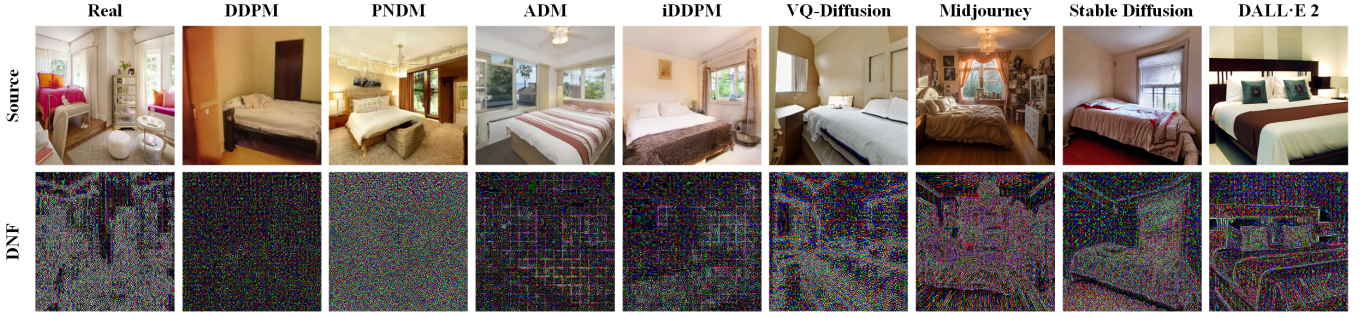 Real DDPM PNDM ADM iDDPM VQ-Diffusion Midjourney Stable Diffusion DALL·E 2
Source
DNF